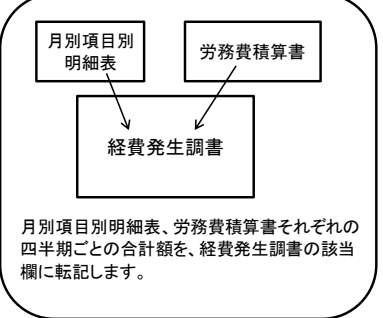 月別項目別
明細表
労務費積算書
経費発生調書
月別項目別明細表、労務費積算書それぞれの
四半期ごとの合計額を、経費発生調書の該当
欄に転記します。